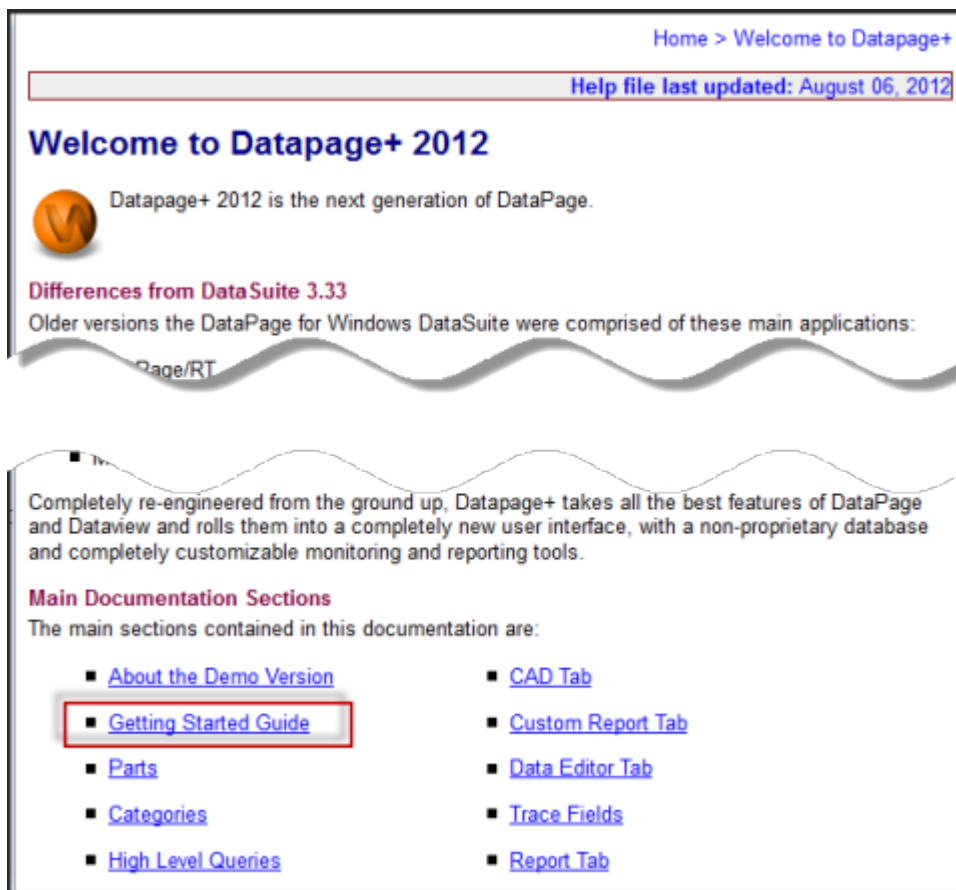 Home > Welcome to Datapage+
Help file last updated: August 06, 2012
Welcome to Datapage+ 2012
Datapage+ 2012 is the next generation of DataPage.
Differences from DataSuite 3.33
Older versions the DataPage for Windows DataSuite were comprised of these main applications:
Page/RT
Completely re-engineered from the ground up, Datapage+ takes all the best features of DataPage
and Dataview and rolls them into a completely new user interface, with a non-proprietary database
and completely customizable monitoring and reporting tools.
Main Documentation Sections
The main sections contained in this documentation are:
■ About the Demo Version
■ Getting Started Guide
■ Parts
■ Categories
■ High Level Queries
■ CAD Tab
■ Custom Report Tab
■ Data Editor Tab
■ Trace Fields
■ Report Tab